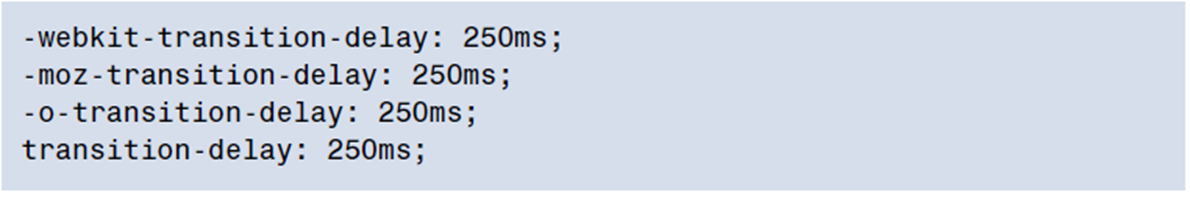 -webkit-transition-delay: 250ms;
-moz-transition-delay: 250ms;
-o-transition-delay: 250ms;
transition-delay: 250ms;